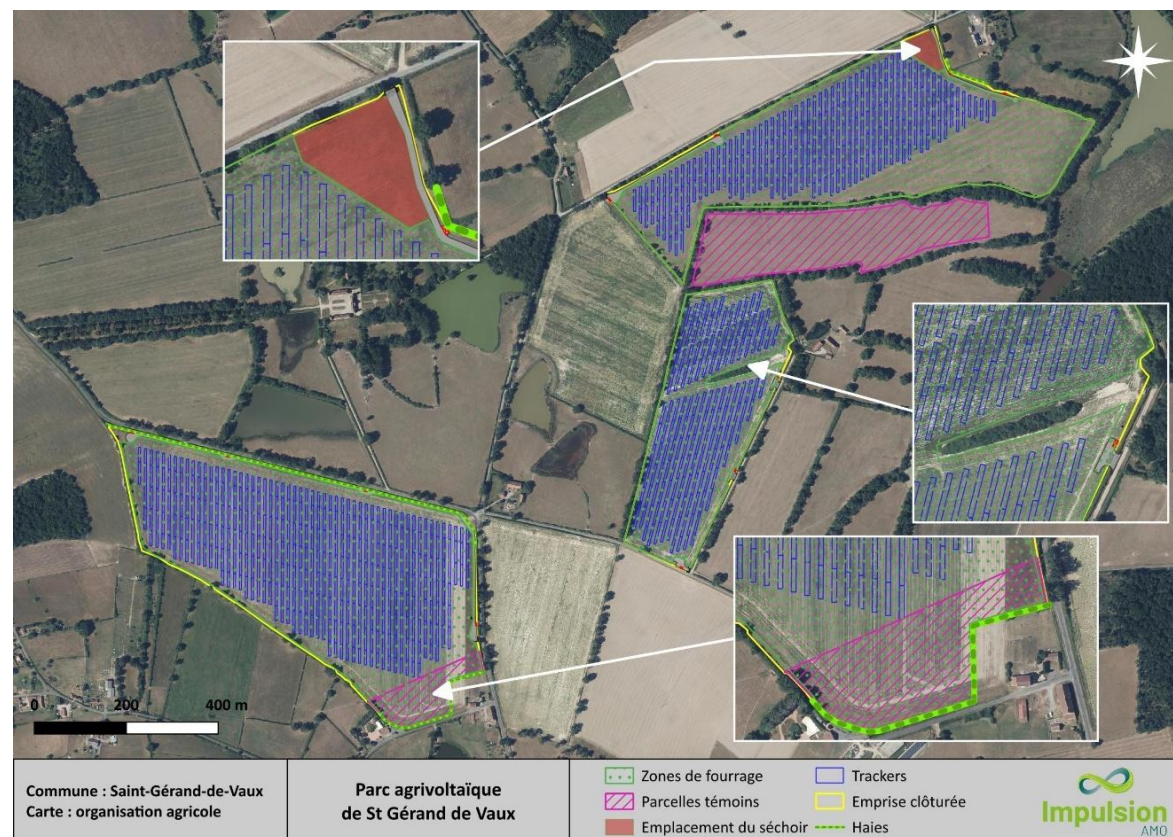 0 200 400 m
Commune : Saint-Gérand-de-Vaux
Carte : organisation agricole
Parc agrivoltaïque
de St Gérand de Vaux
Zones de fourrage
Parcelles témoins
Emplacement du séchoir
Trackers
Emprise clôturée
Haies
Impulsion
AMO